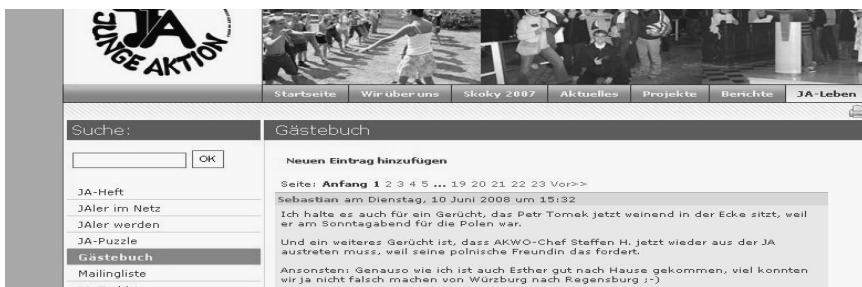 JA
JUNGE AKTION
Startseite Wir über uns Skoky 2007 Aktuelles Projekte Berichte JA-Leben
Suche:
OK
JA-Heft
JAler im Netz
JAler werden
JA-Puzzle
Gästebuch
Mailingliste
Gästebuch
Neuen Eintrag hinzufügen
Seite: Anfang 1 2 3 4 5 ... 19 20 21 22 23 Vor>>
Sebastian am Dienstag, 10 Juni 2008 um 15:32
Ich halte es auch für ein Gerücht, das Petr Tomek jetzt weinend in der Ecke sitzt, weil
er am Sonntagabend für die Polen war.
Und ein weiteres Gerücht ist, dass AKWO-Chef Steffen H. jetzt wieder aus der JA
austreten muss, weil seine polnische Freundin das fordert.
Ansonsten: Genauso wie ich ist auch Esther gut nach Hause gekommen, viel konnten
wir ja nicht falsch machen von Würzburg nach Regensburg ;-)